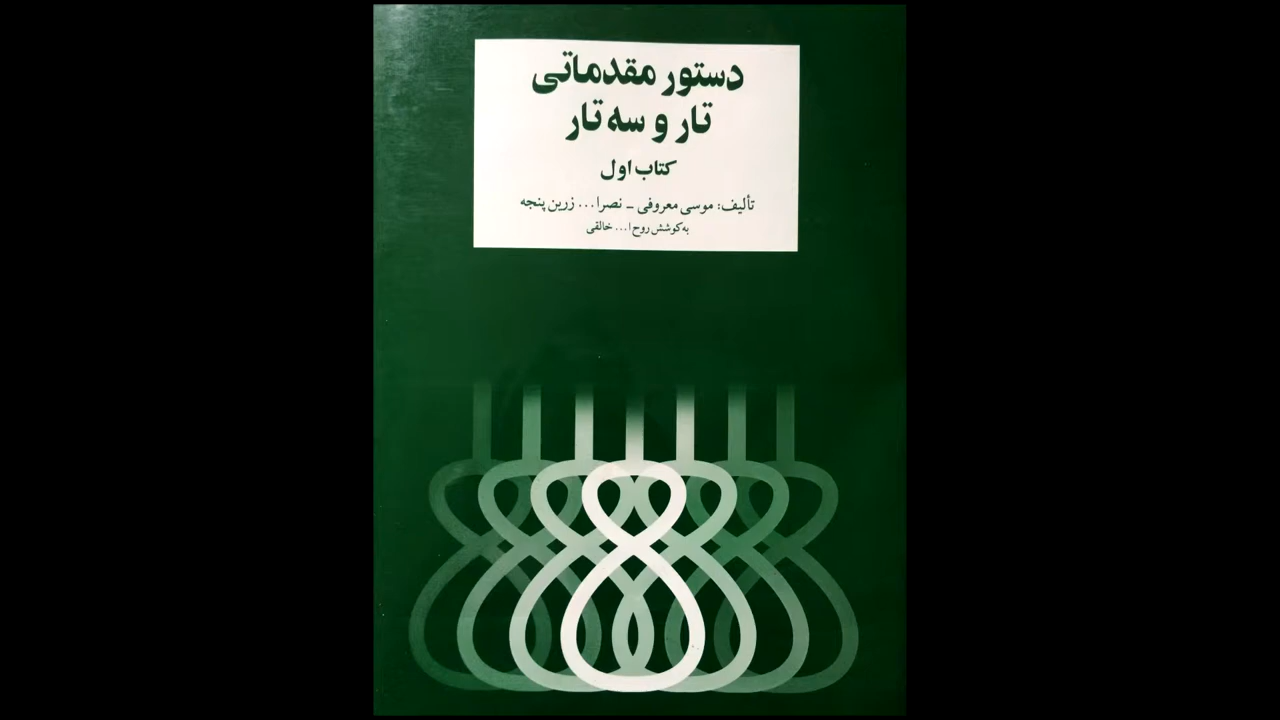 دستور مقدماتی
تار و سه تار
کتاب اول
تألیف: موسی معروفی - نصرا... زرین پنجه
به کوشش روح ا... خالقی